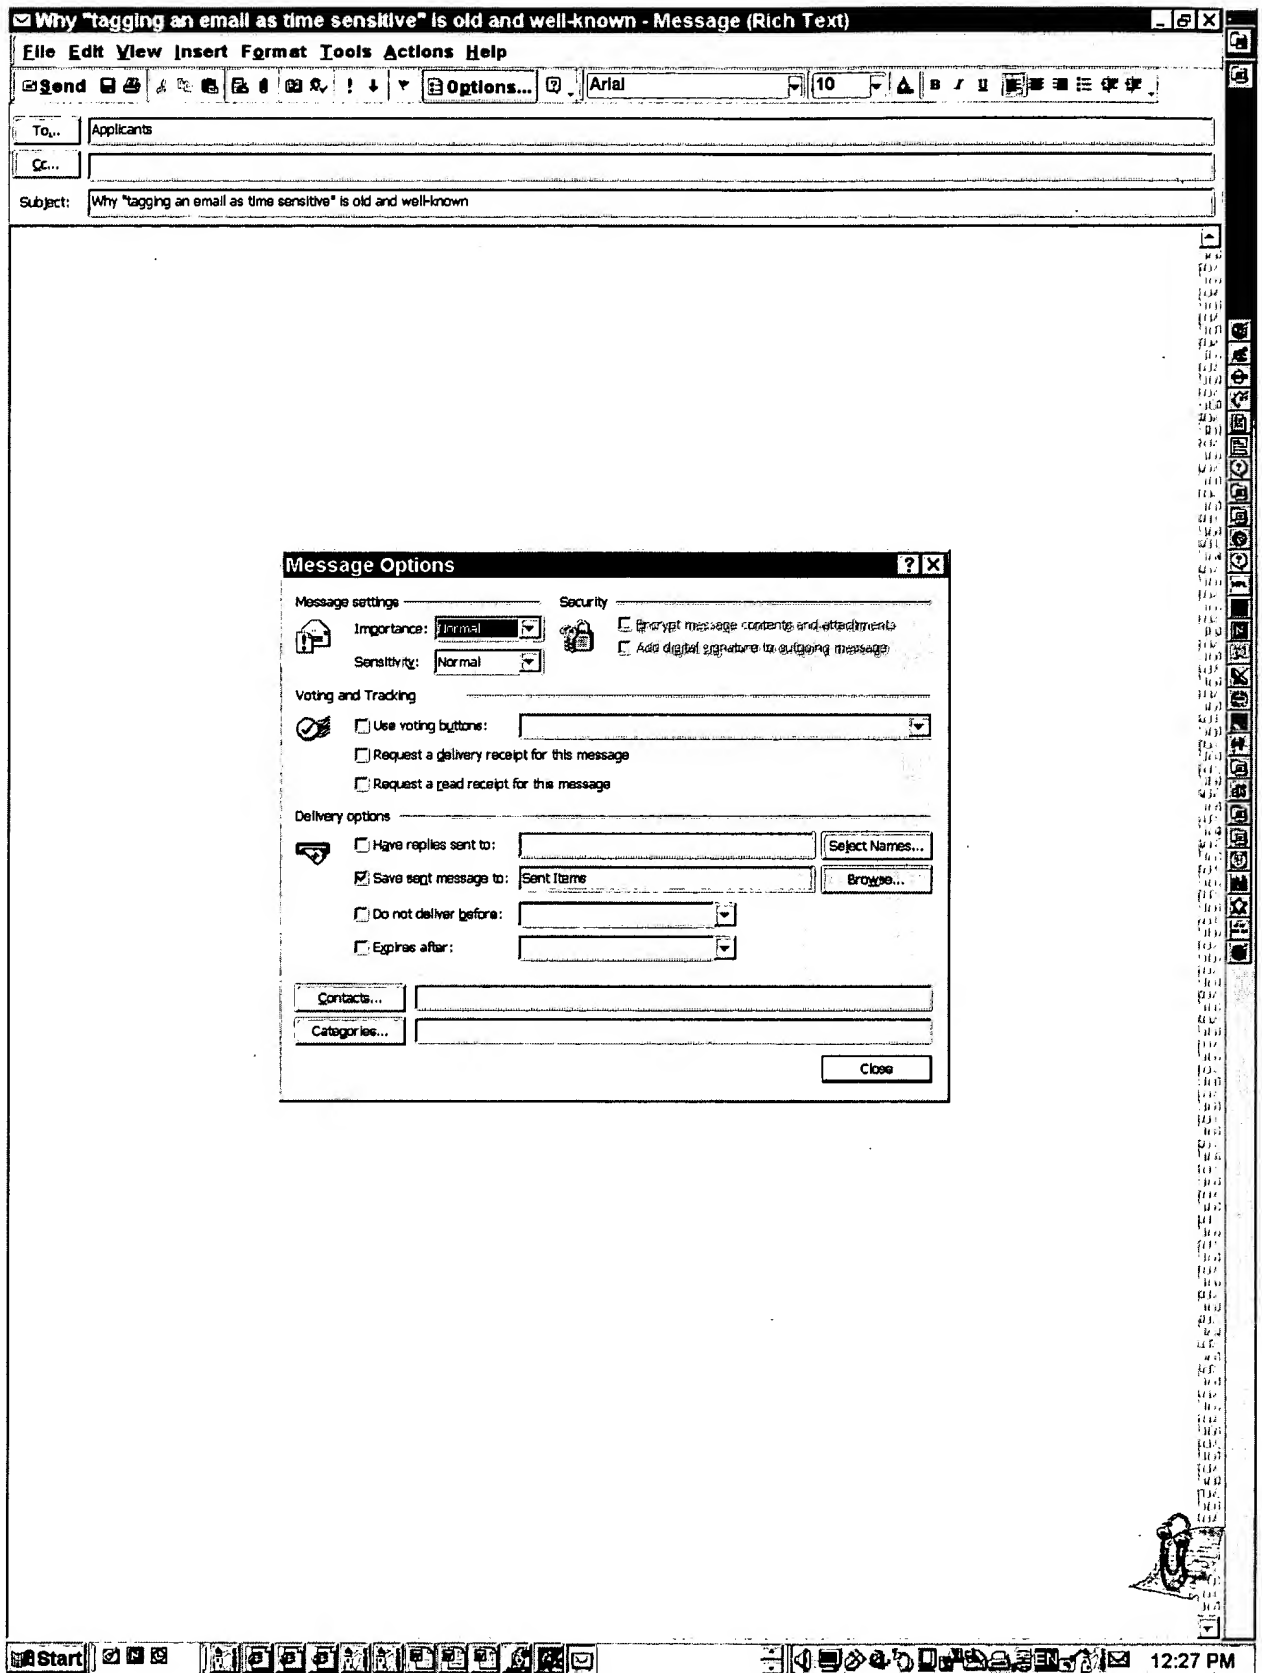 Why "tagging an email as time sensitive" is old and well-known - Message (Rich Text)
File Edit View Insert Format Tools Actions Help
Send Options... Arial 10 A B I U
To... Applicants
Cc...
Subject: Why "tagging an email as time sensitive" is old and well-known
Message Options
Message settings Security
Importance: Normal Encrypt message contents and attachments
Sensitivity: Normal Add digital signature to outgoing message
Voting and Tracking
Use voting buttons:
Request a delivery receipt for this message
Request a read receipt for this message
Delivery options
Have replies sent to: Select Names...
Save sent message to: Sent Items Browse...
Do not deliver before:
Expires after:
Contacts...
Categories...
Close
Start EN 12:27 PM